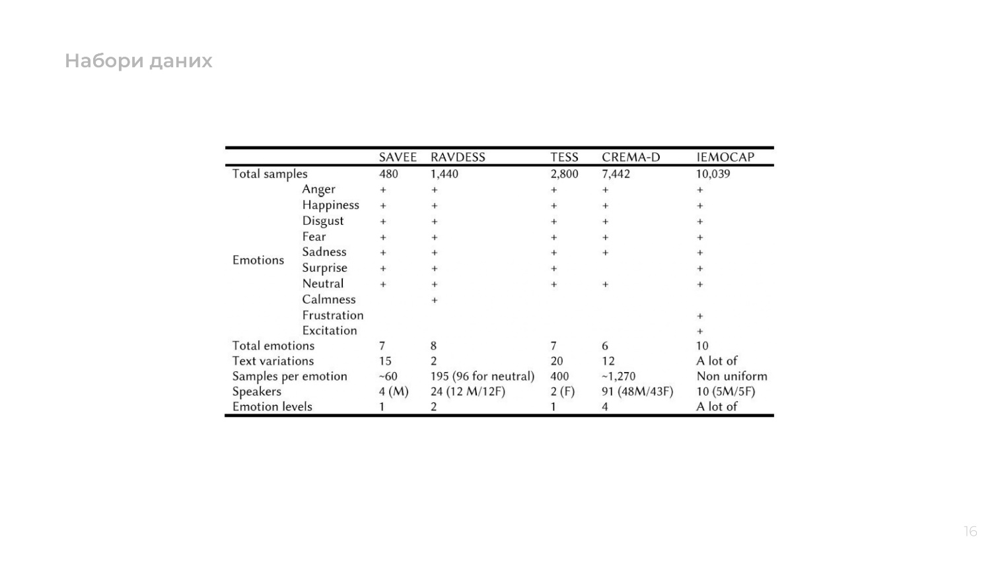 Набори даних
SAVEE RAVDESS TESS CREMA-D IEMOCAP
Total samples 480 1,440 2,800 7,442 10,039
Anger + + + + +
Happiness + + + + +
Disgust + + + + +
Fear + + + + +
Sadness + + + + +
Emotions
Surprise + + + +
Neutral + + + + +
Calmness +
Frustration +
Excitation +
Total emotions 7 8 7 6 10
Text variations 15 2 20 12 A lot of
Samples per emotion ~60 195 (96 for neutral) 400 ~1,270 Non uniform
Speakers 4 (M) 24 (12 M/12F) 2 (F) 91 (48M/43F) 10 (5M/5F)
Emotion levels 1 2 1 4 A lot of
16